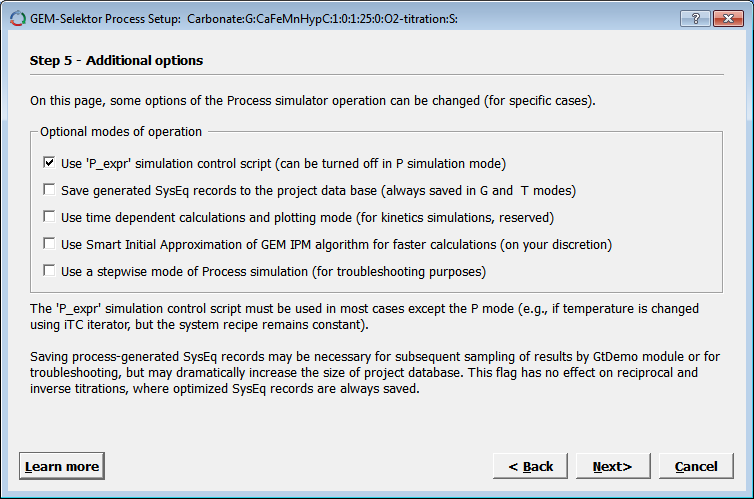 GEM-Selektor Process Setup: Carbonate:G:CaFeMnHypC:1:0:1:25:0:O2-titration:S:
Step 5 - Additional options
On this page, some options of the Process simulator operation can be changed (for specific cases).
Optional modes of operation
Use 'P_expr' simulation control script (can be turned off in P simulation mode)
Save generated SysEq records to the project data base (always saved in G and T modes)
Use time dependent calculations and plotting mode (for kinetics simulations, reserved)
Use Smart Initial Approximation of GEM IPM algorithm for faster calculations (on your discretion)
Use a stepwise mode of Process simulation (for troubleshooting purposes)
The 'P_expr' simulation control script must be used in most cases except the P mode (e.g., if temperature is changed
using iTC iterator, but the system recipe remains constant).
Saving process-generated SysEq records may be necessary for subsequent sampling of results by GtDemo module or for
troubleshooting, but may dramatically increase the size of project database. This flag has no effect on reciprocal and
inverse titrations, where optimized SysEq records are always saved.
Learn more
< Back
Next>
Cancel